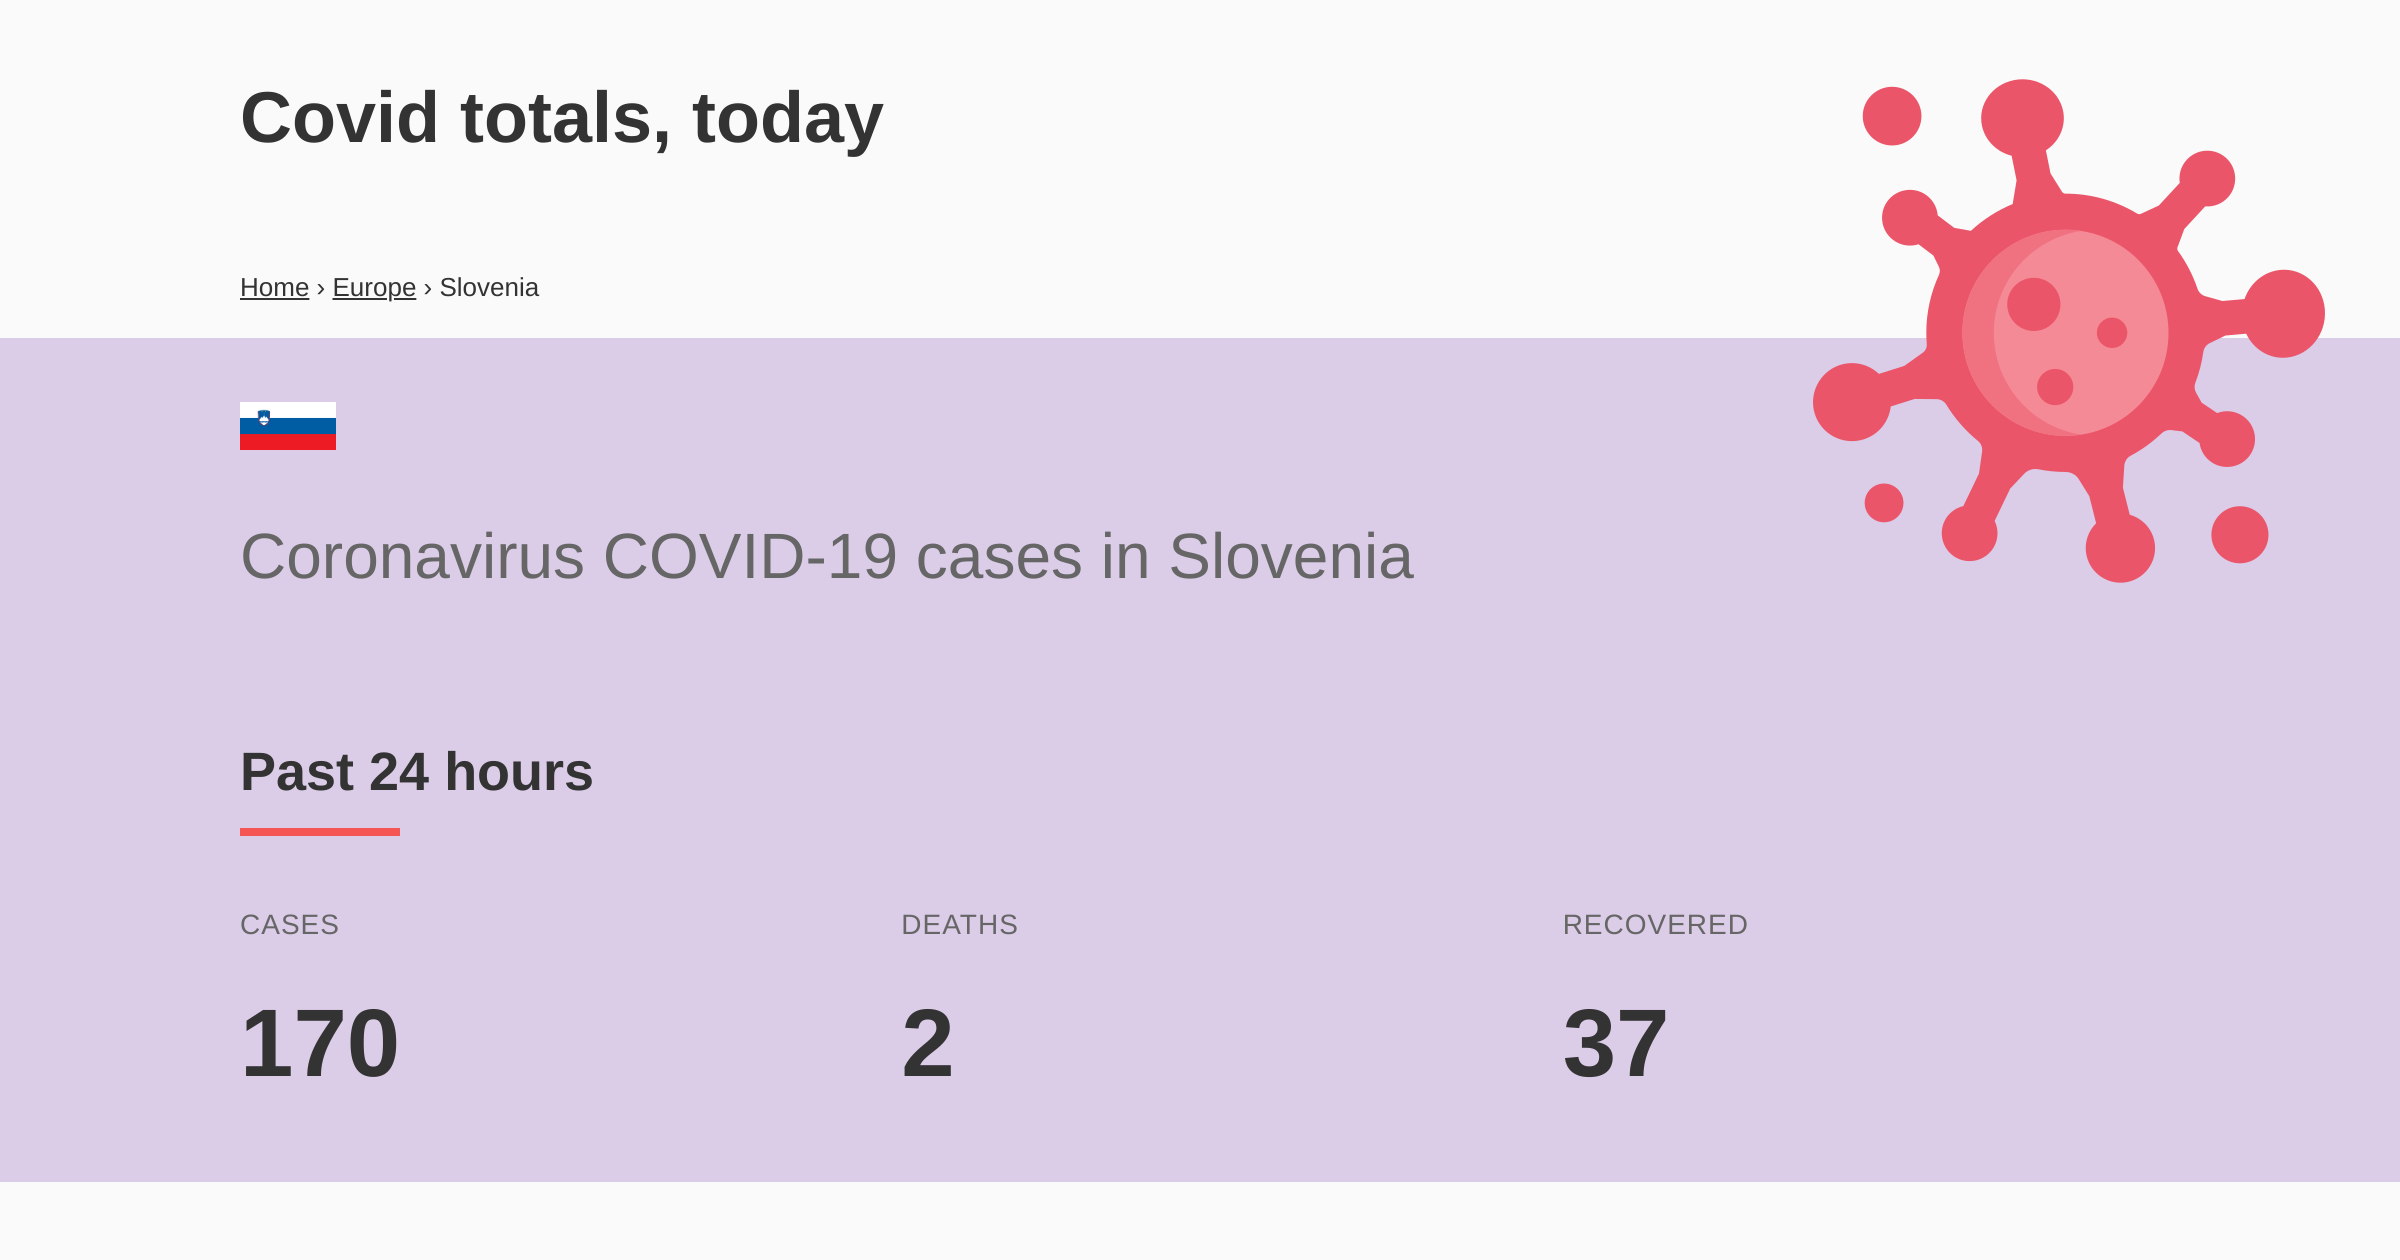 Covid totals, today
Home › Europe › Slovenia
Coronavirus COVID-19 cases in Slovenia
Past 24 hours
CASES DEATHS RECOVERED
170 2 37